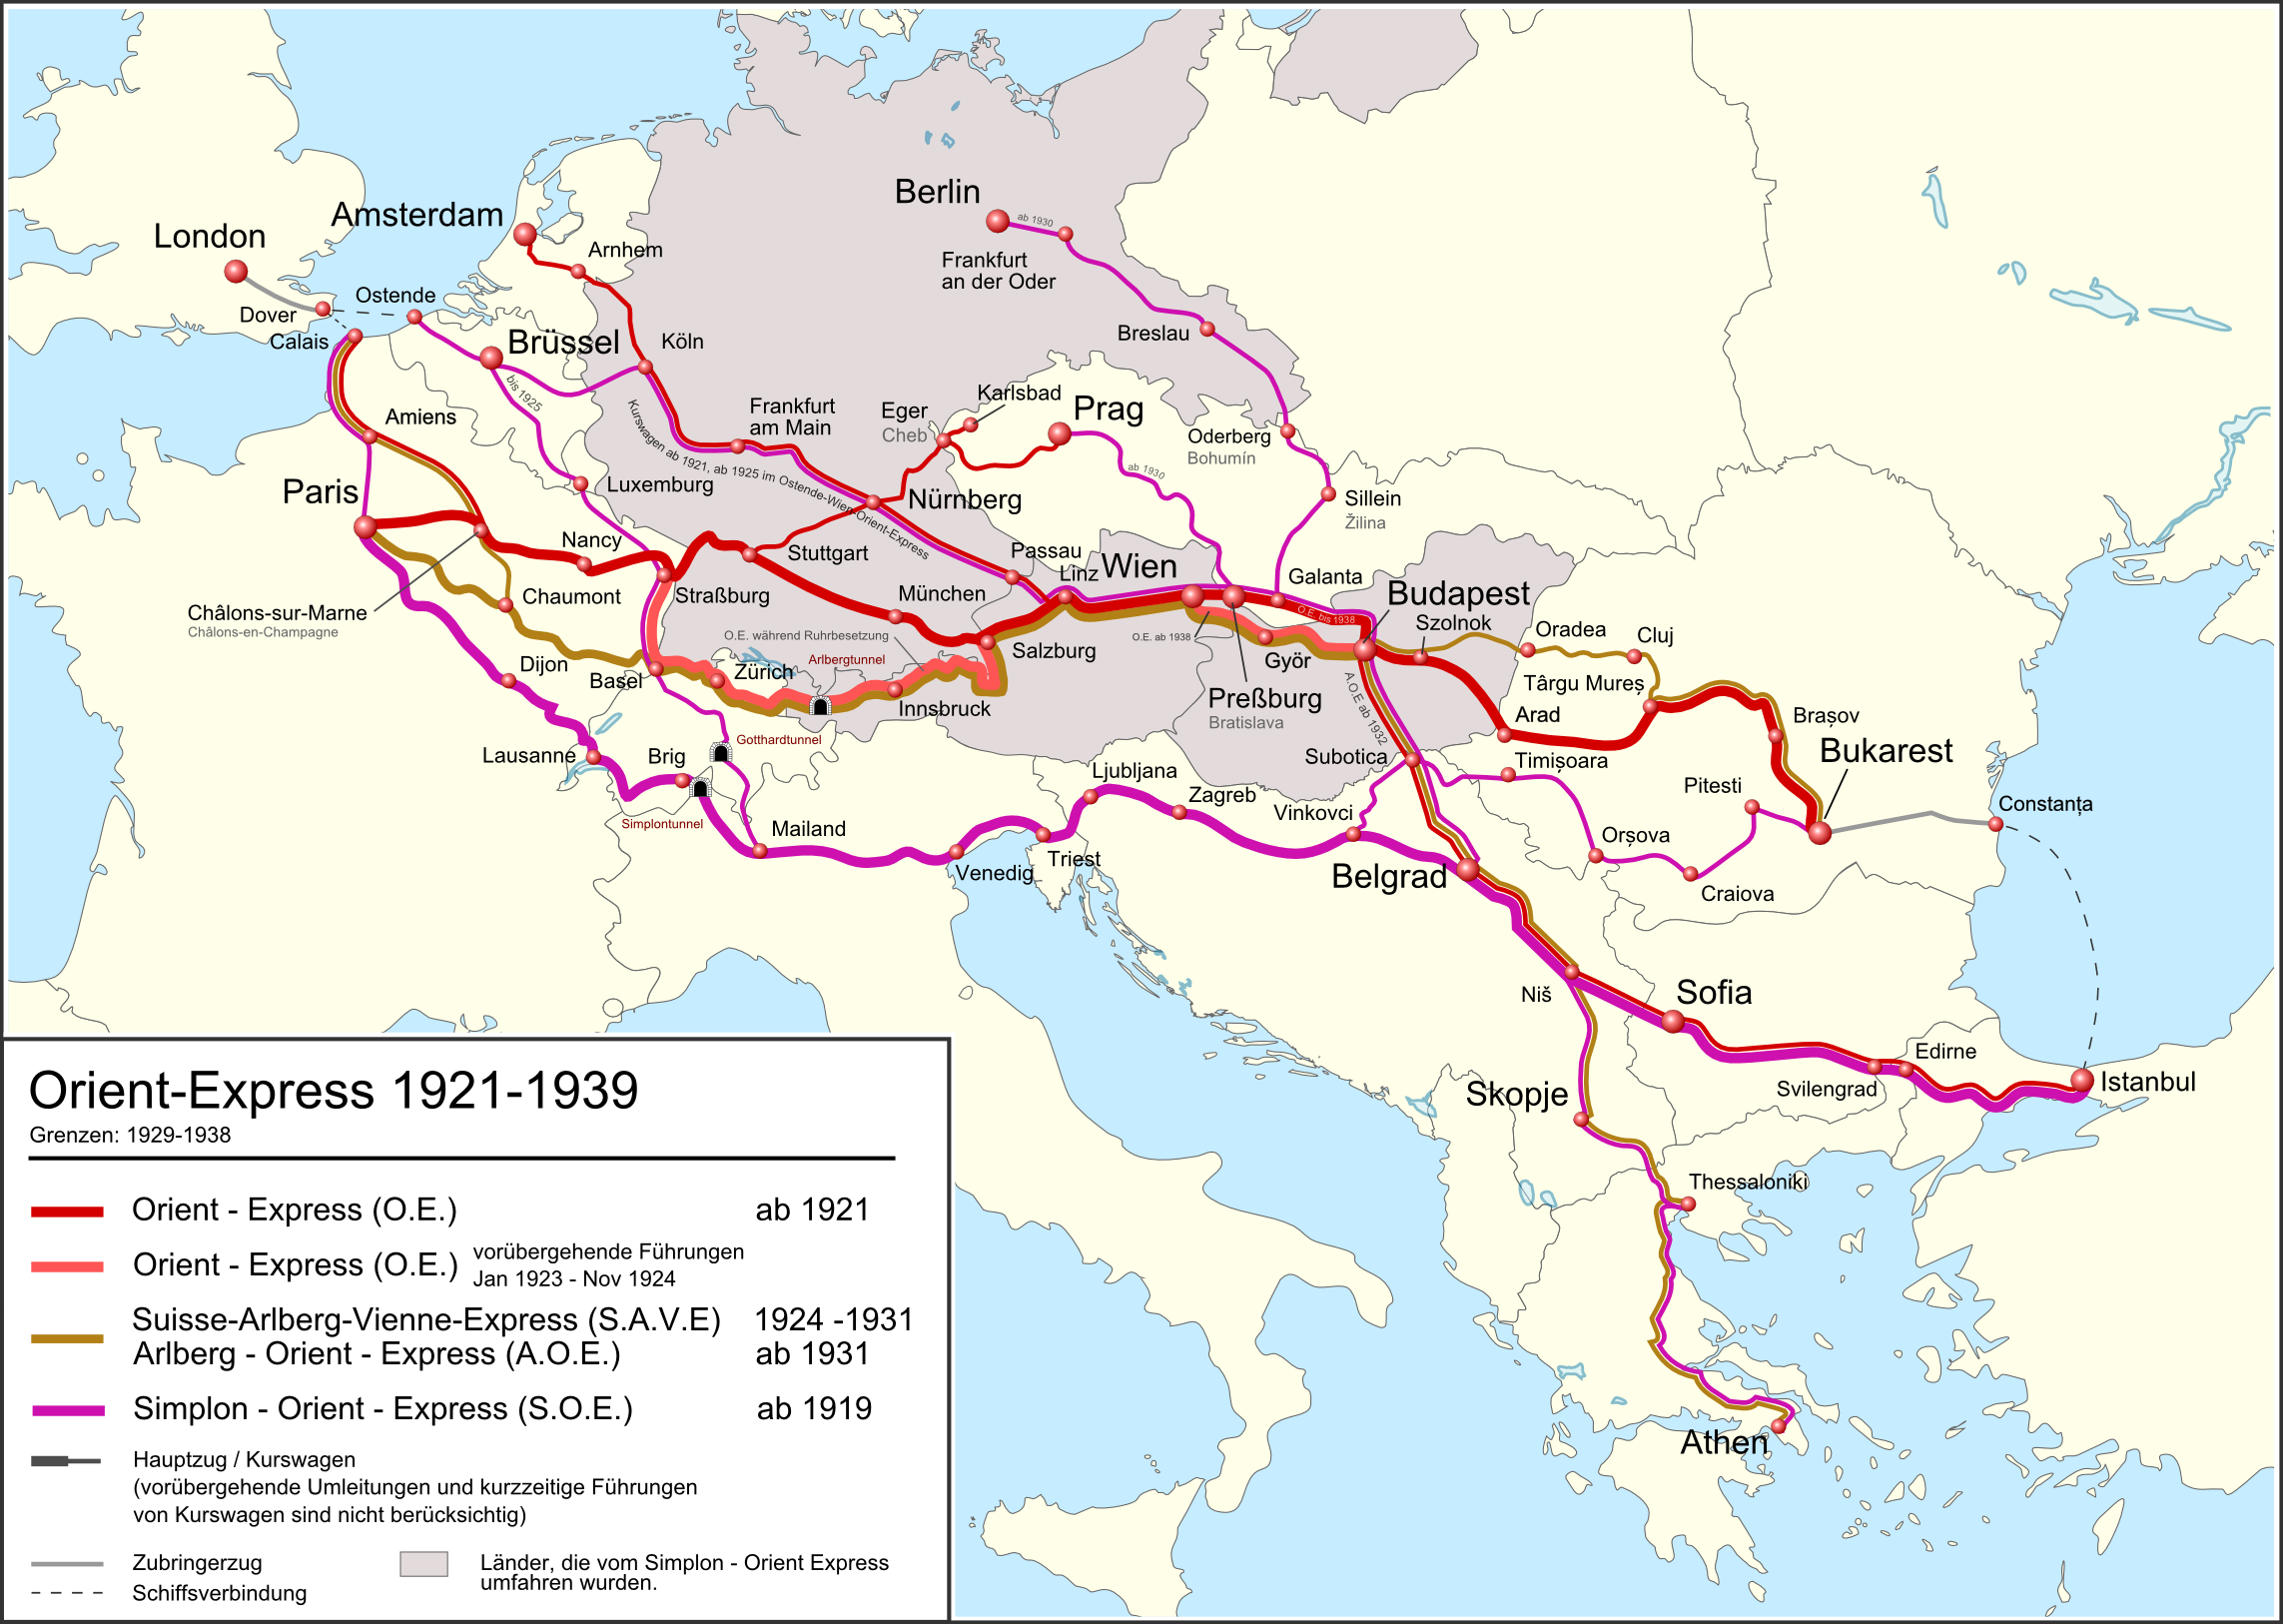 Berlin
ab 1930
Amsterdam
London
Arnhem
Frankfurt
an der Oder
Ostende
Dover
Calais
Brüssel
Köln
Breslau
bis 1925
Kurswagen ab 1921, ab 1925 im Ostende-Wien-Orient-Express
Karlsbad
Prag
Eger
Cheb
Frankfurt
am Main
Amiens
Oderberg
Bohumín
ab 1930
Paris
Luxemburg
Nürnberg
Sillein
Žilina
Nancy
Stuttgart
Passau
Linz
Wien
Galanta
Budapest
O.E. bis 1938
Szolnok
Châlons-sur-Marne
Châlons-en-Champagne
Chaumont
Straßburg
München
O.E. während Ruhrbesetzung
O.E. ab 1938
Oradea
Cluj
Salzburg
Győr
Dijon
Basel
Zürich
Arlbergtunnel
Innsbruck
Preßburg
Bratislava
A.O.E ab 1932
Târgu Mureș
Arad
Brașov
Lausanne
Brig
Gotthardtunnel
Subotica
Timișoara
Bukarest
Ljubljana
Zagreb
Vinkovci
Pitesti
Constanța
Simplontunnel
Mailand
Venedig
Triest
Belgrad
Orșova
Craiova
Niš
Sofia
Edirne
Svilengrad
Istanbul
Skopje
Thessaloniki
Athen
Orient-Express 1921-1939
Grenzen: 1929-1938
Orient - Express (O.E.) ab 1921
Orient - Express (O.E.) vorübergehende Führungen
Jan 1923 - Nov 1924
Suisse-Arlberg-Vienne-Express (S.A.V.E) 1924 -1931
Arlberg - Orient - Express (A.O.E.) ab 1931
Simplon - Orient - Express (S.O.E.) ab 1919
Hauptzug / Kurswagen
(vorübergehende Umleitungen und kurzzeitige Führungen
von Kurswagen sind nicht berücksichtig)
Zubringerzug
Schiffsverbindung
Länder, die vom Simplon - Orient Express
umfahren wurden.